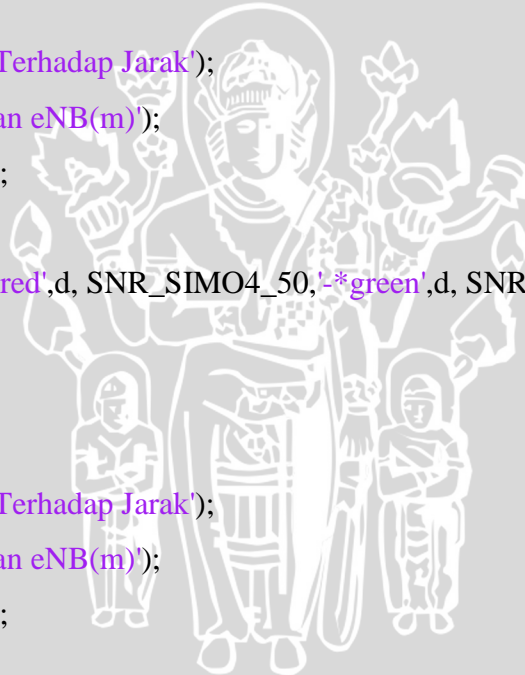 Terhadap Jarak');
an eNB(m)');
;
red',d, SNR_SIMO4_50,'-*green',d, SNR
Terhadap Jarak');
an eNB(m)');
;